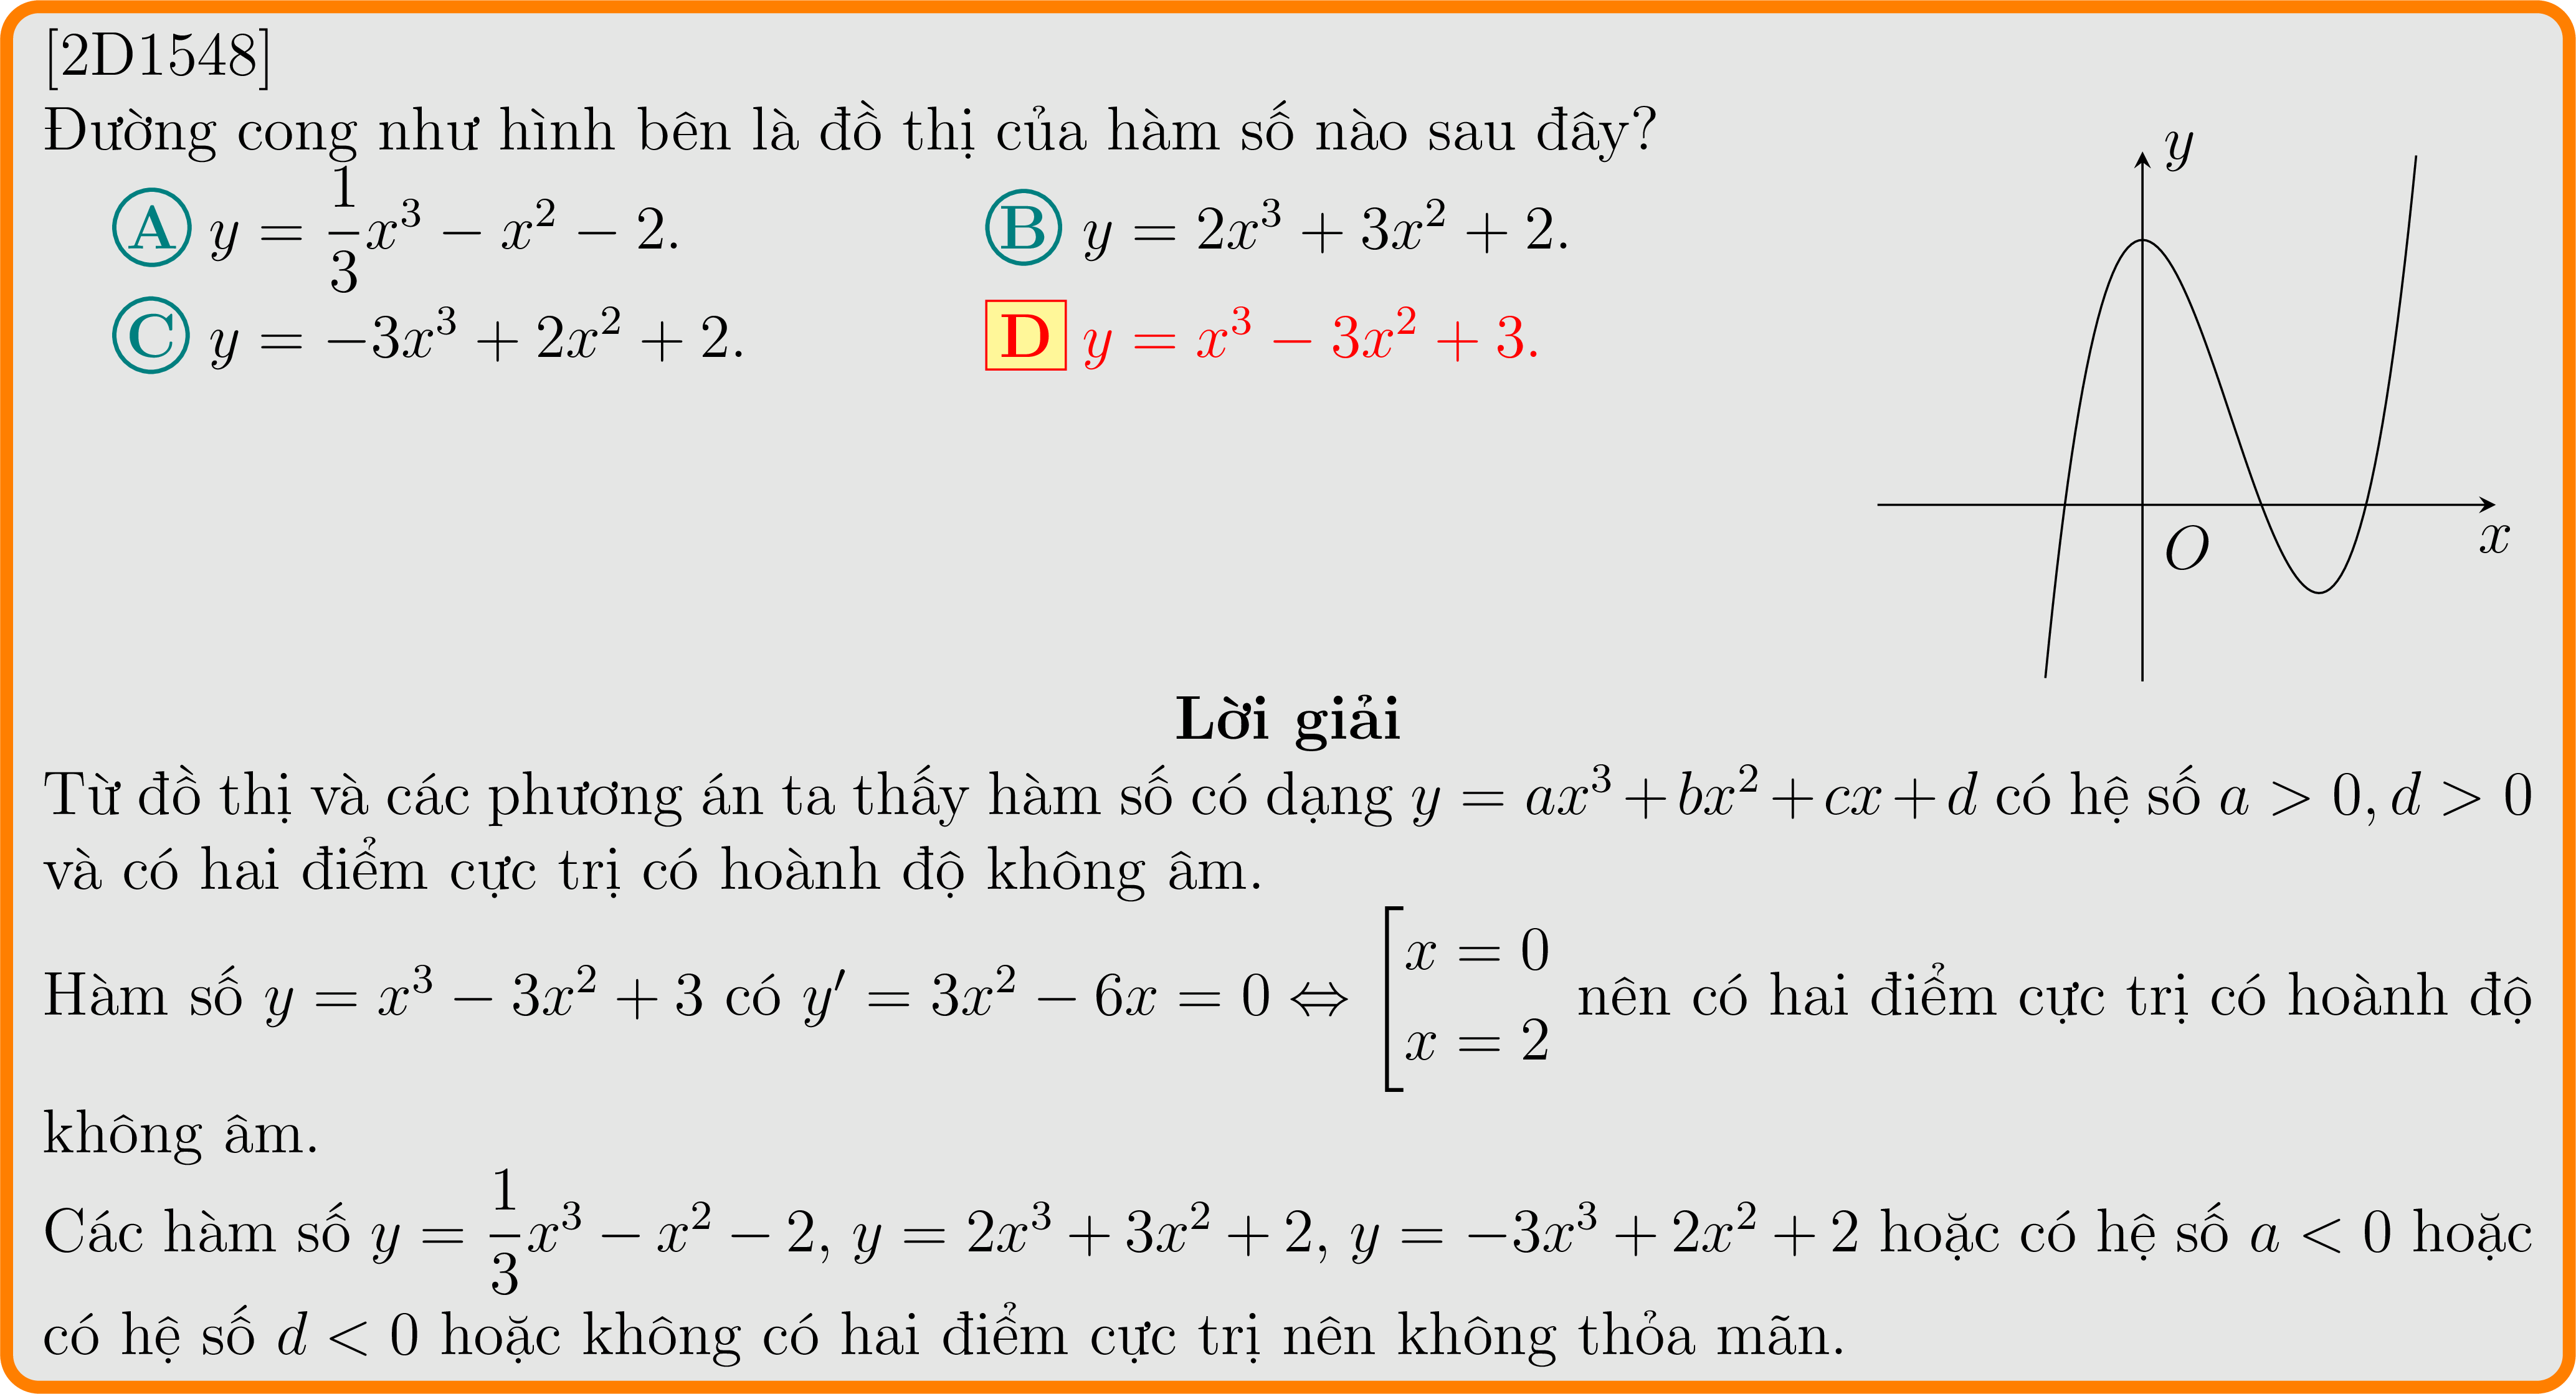 [2D1548]
Đường cong như hình bên là đồ thị của hàm số nào sau đây?
A y = \frac{1}{3}x^3 − x^2 − 2.
B y = 2x^3 + 3x^2 + 2.
C y = −3x^3 + 2x^2 + 2.
D y = x^3 − 3x^2 + 3.
y
O
x
Lời giải
Từ đồ thị và các phương án ta thấy hàm số có dạng y = ax^3 + bx^2 + cx + d có hệ số a > 0, d > 0
và có hai điểm cực trị có hoành độ không âm.
Hàm số y = x^3 − 3x^2 + 3 có y′ = 3x^2 − 6x = 0 ⇔ [x = 0 x = 2 nên có hai điểm cực trị có hoành độ
không âm.
Các hàm số y = \frac{1}{3}x^3 − x^2 − 2, y = 2x^3 + 3x^2 + 2, y = −3x^3 + 2x^2 + 2 hoặc có hệ số a < 0 hoặc
có hệ số d < 0 hoặc không có hai điểm cực trị nên không thỏa mãn.